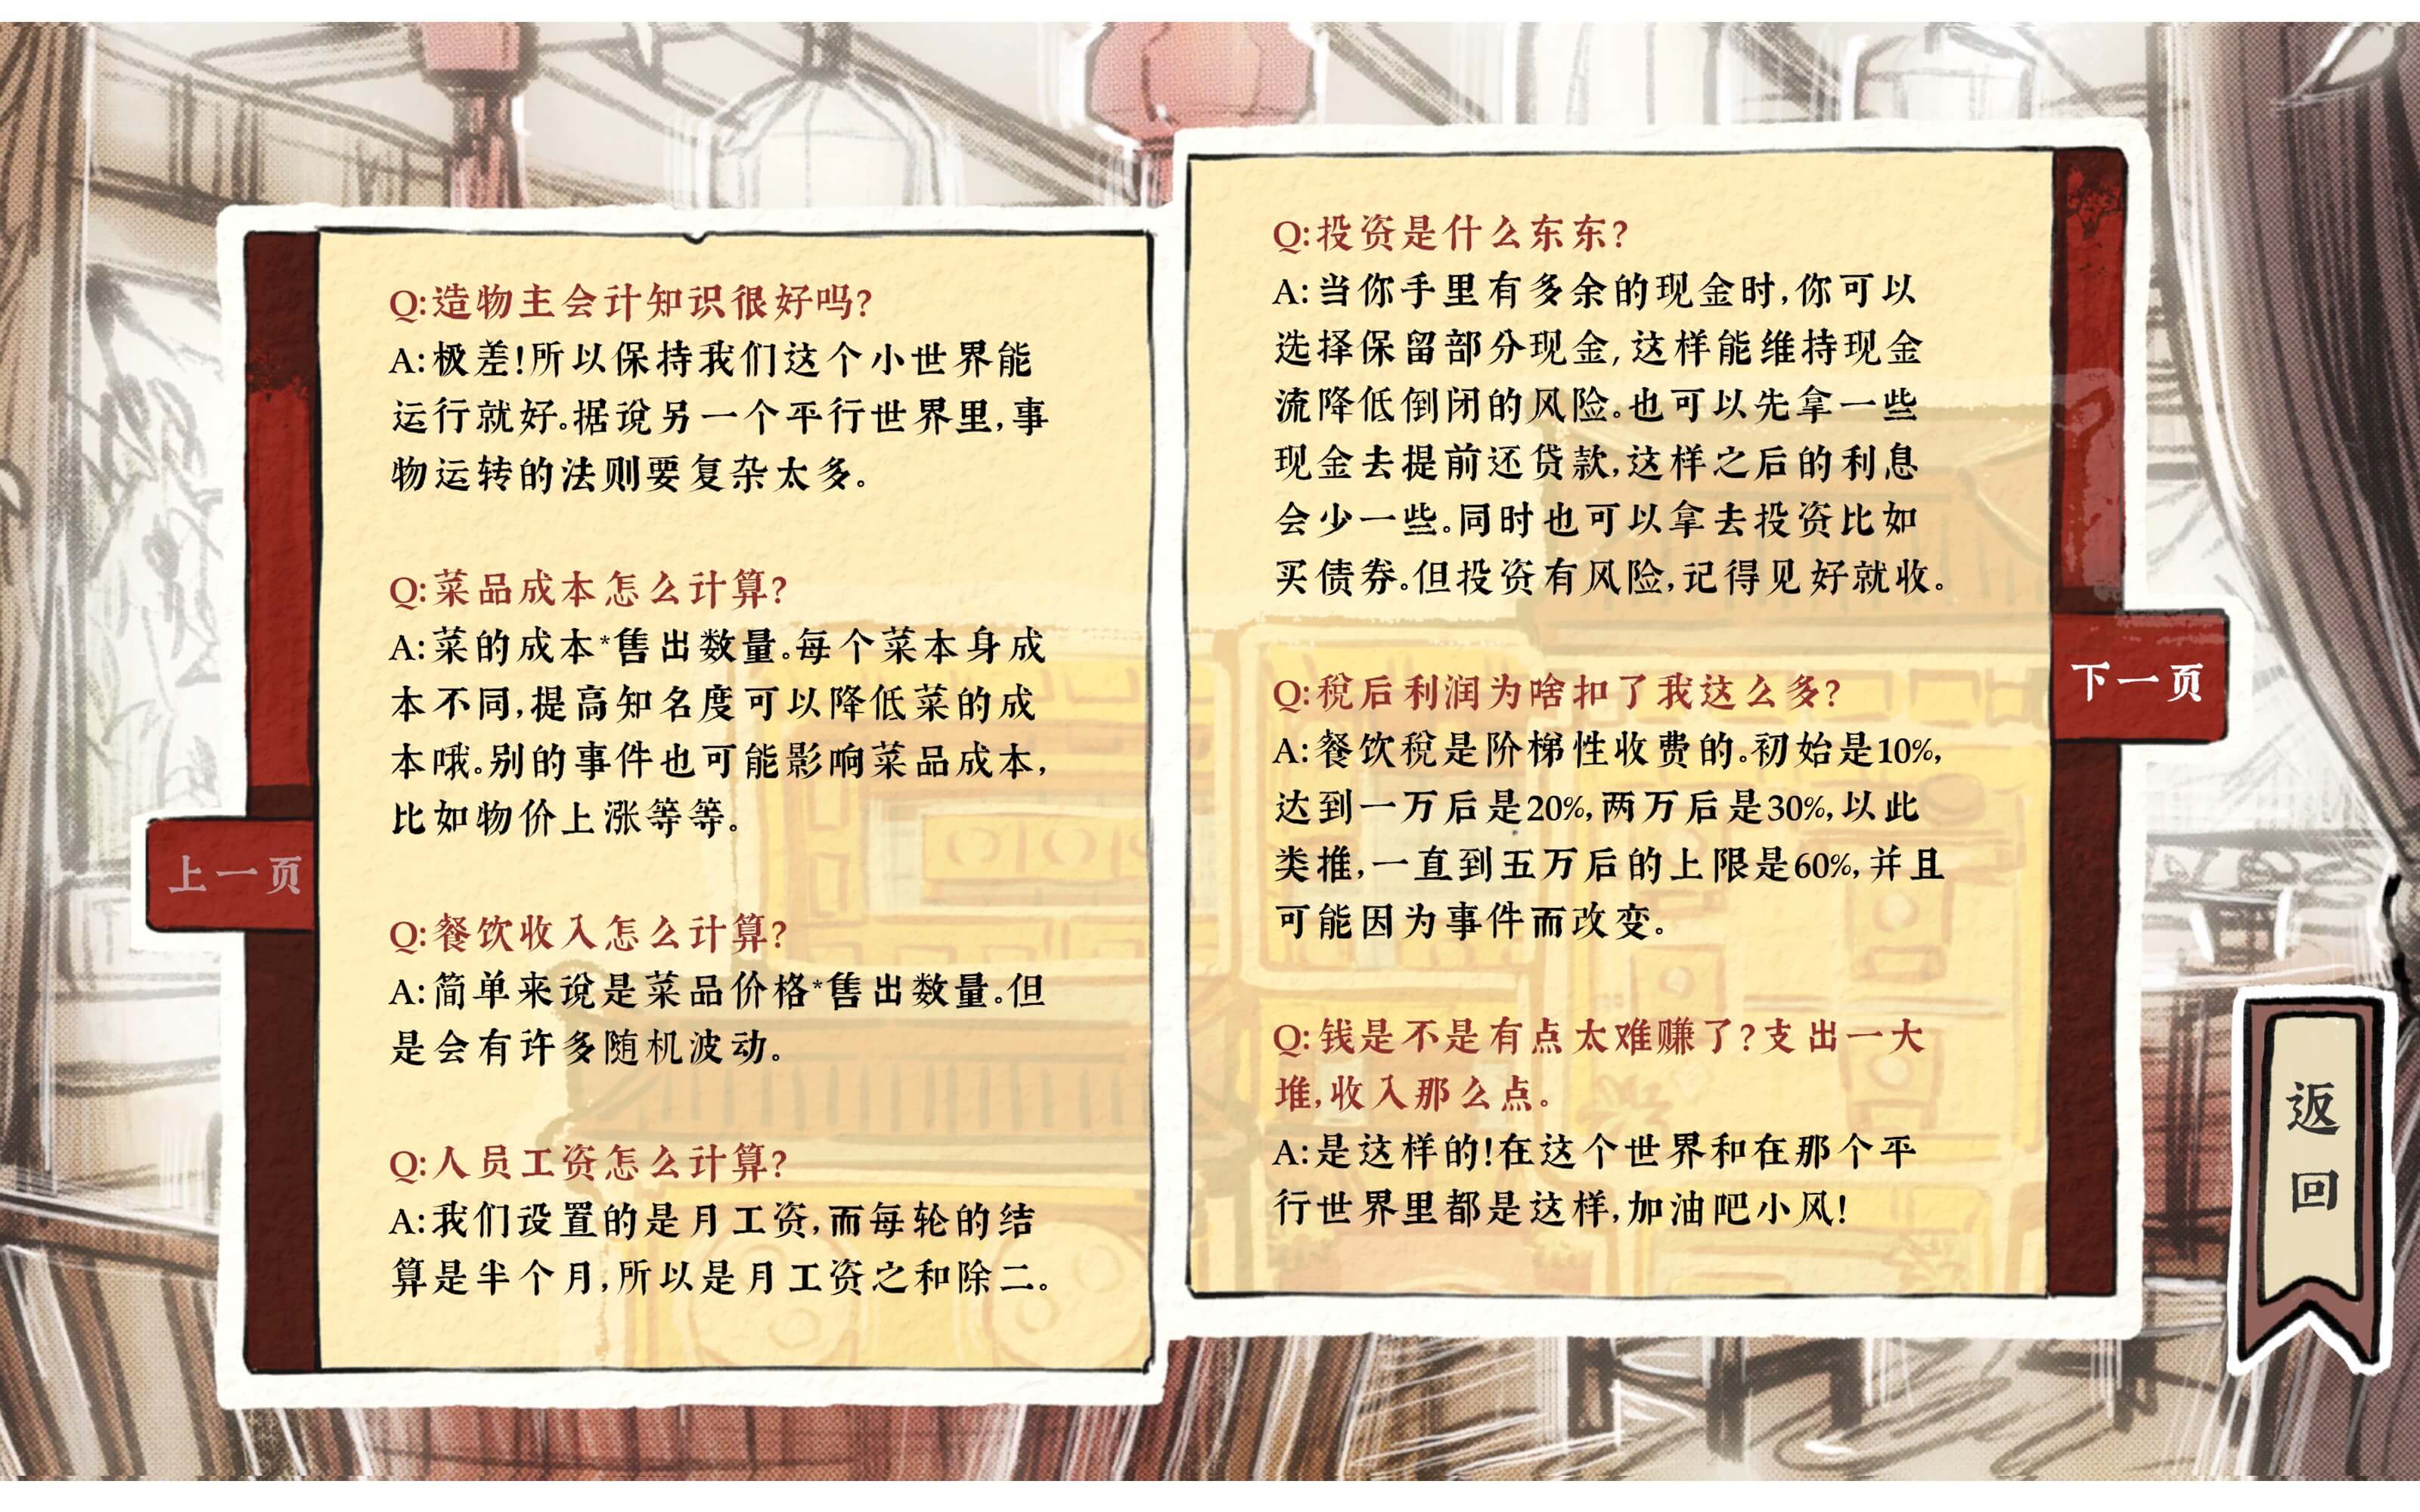 Q:造物主会计知识很好吗?
A:极差!所以保持我们这个小世界能
运行就好。据说另一个平行世界里,事
物运转的法则要复杂太多。
Q:菜品成本怎么计算?
A:菜的成本*售出数量。每个菜本身成
本不同,提高知名度可以降低菜的成
本哦。别的事件也可能影响菜品成本,
比如物价上涨等等。
Q:餐饮收入怎么计算?
A:简单来说是菜品价格*售出数量。但
是会有许多随机波动。
Q:人员工资怎么计算?
A:我们设置的是月工资,而每轮的结
算是半个月,所以是月工资之和除二。
上一页
Q:投资是什么东东?
A:当你手里有多余的现金时,你可以
选择保留部分现金,这样能维持现金
流降低倒闭的风险。也可以先拿一些
现金去提前还贷款,这样之后的利息
会少一些。同时也可以拿去投资比如
买债券。但投资有风险,记得见好就收。
Q:税后利润为啥扣了我这么多?
A:餐饮税是阶梯性收费的。初始是10%,
达到一万后是20%,两万后是30%,以此
类推,一直到五万后的上限是60%,并且
可能因为事件而改变。
Q:钱是不是有点太难赚了?支出一大
堆,收入那么点。
A:是这样的!在这个世界和在那个平
行世界里都是这样,加油吧小风!
下一页
返
回